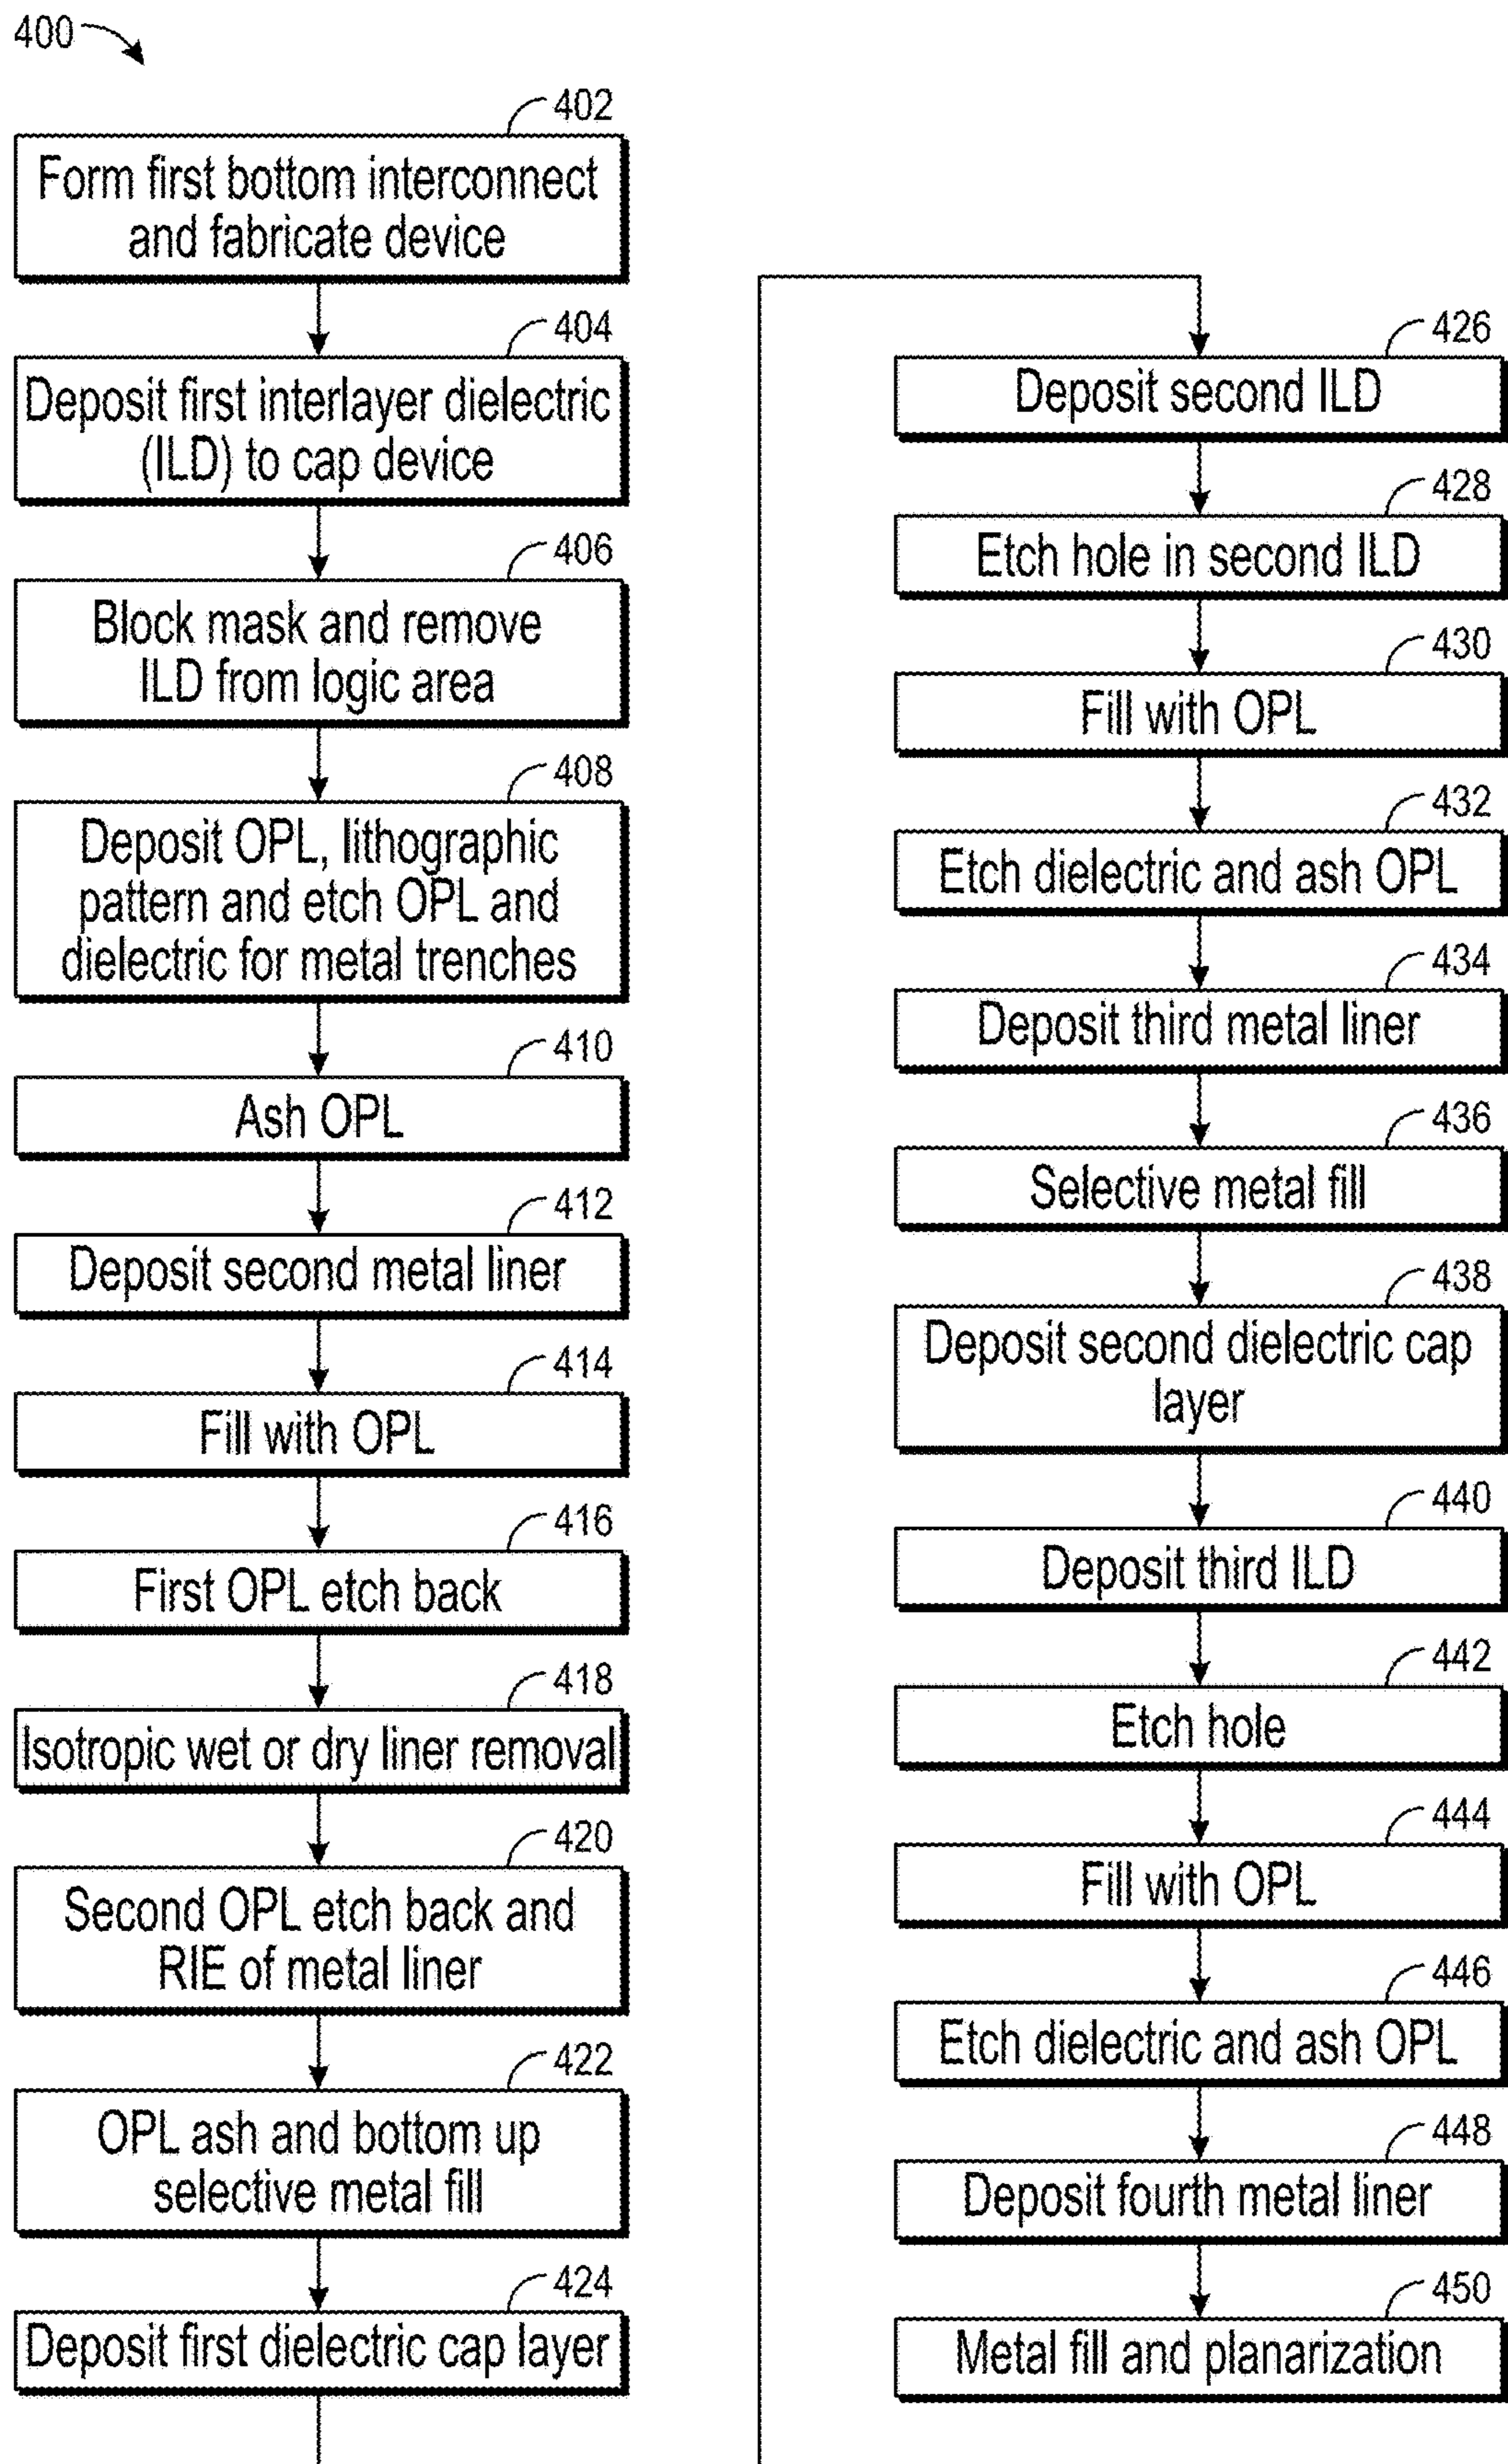 400
402
Form first bottom interconnect
and fabricate device
404
Deposit first interlayer dielectric
(ILD) to cap device
406
Block mask and remove
ILD from logic area
408
Deposit OPL, lithographic
pattern and etch OPL and
dielectric for metal trenches
410
Ash OPL
412
Deposit second metal liner
414
Fill with OPL
416
First OPL etch back
418
Isotropic wet or dry liner removal
420
Second OPL etch back and
RIE of metal liner
422
OPL ash and bottom up
selective metal fill
424
Deposit first dielectric cap layer
426
Deposit second ILD
428
Etch hole in second ILD
430
Fill with OPL
432
Etch dielectric and ash OPL
434
Deposit third metal liner
436
Selective metal fill
438
Deposit second dielectric cap
layer
440
Deposit third ILD
442
Etch hole
444
Fill with OPL
446
Etch dielectric and ash OPL
448
Deposit fourth metal liner
450
Metal fill and planarization